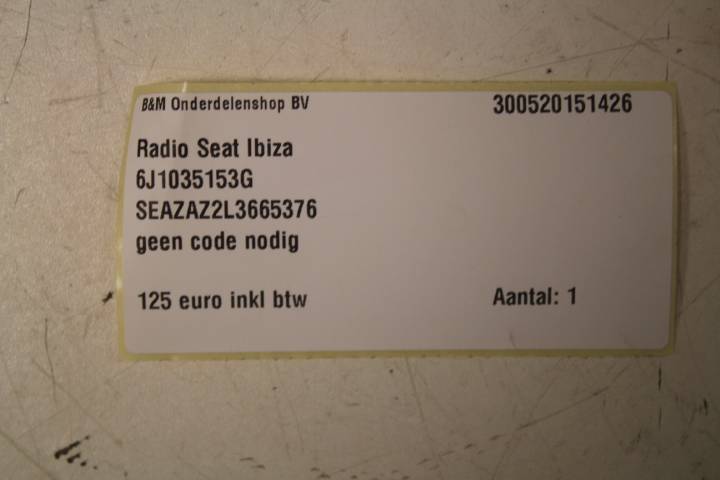 B&M Onderdelenshop BV 300520151426
Radio Seat Ibiza
6J1035153G
SEAZAZ2L3665376
geen code nodig
125 euro inkl btw Aantal: 1